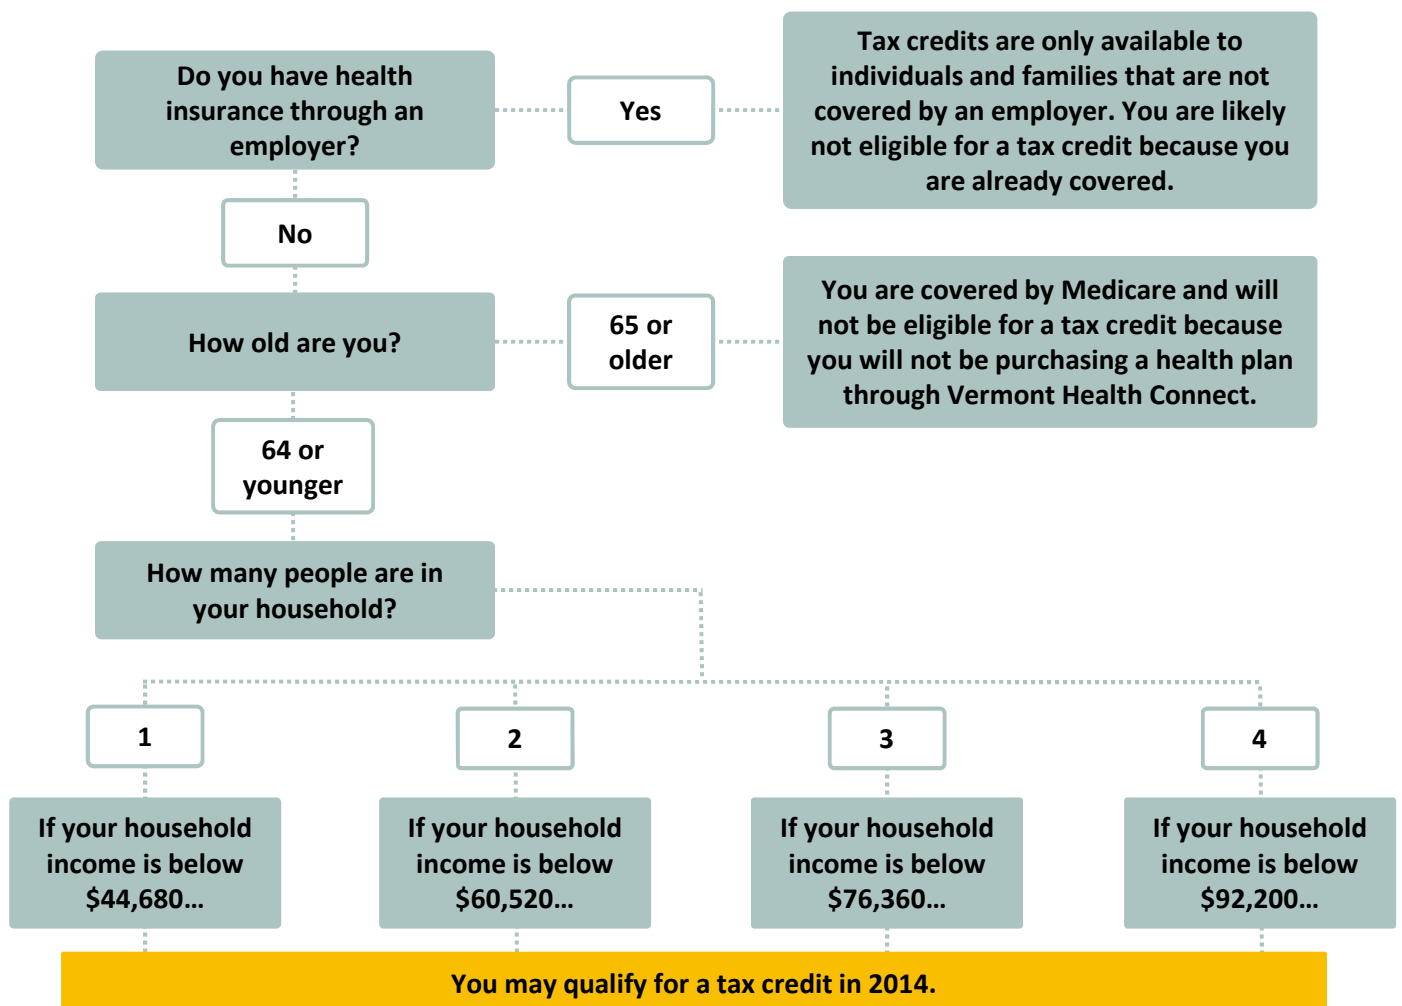 Do you have health
insurance through an
employer?
Yes
Tax credits are only available to
individuals and families that are not
covered by an employer. You are likely
not eligible for a tax credit because you
are already covered.
No
How old are you?
65 or
older
You are covered by Medicare and will
not be eligible for a tax credit because
you will not be purchasing a health plan
through Vermont Health Connect.
64 or
younger
How many people are in
your household?
1
2
3
4
If your household
income is below
$44,680…
If your household
income is below
$60,520…
If your household
income is below
$76,360…
If your household
income is below
$92,200…
You may qualify for a tax credit in 2014.